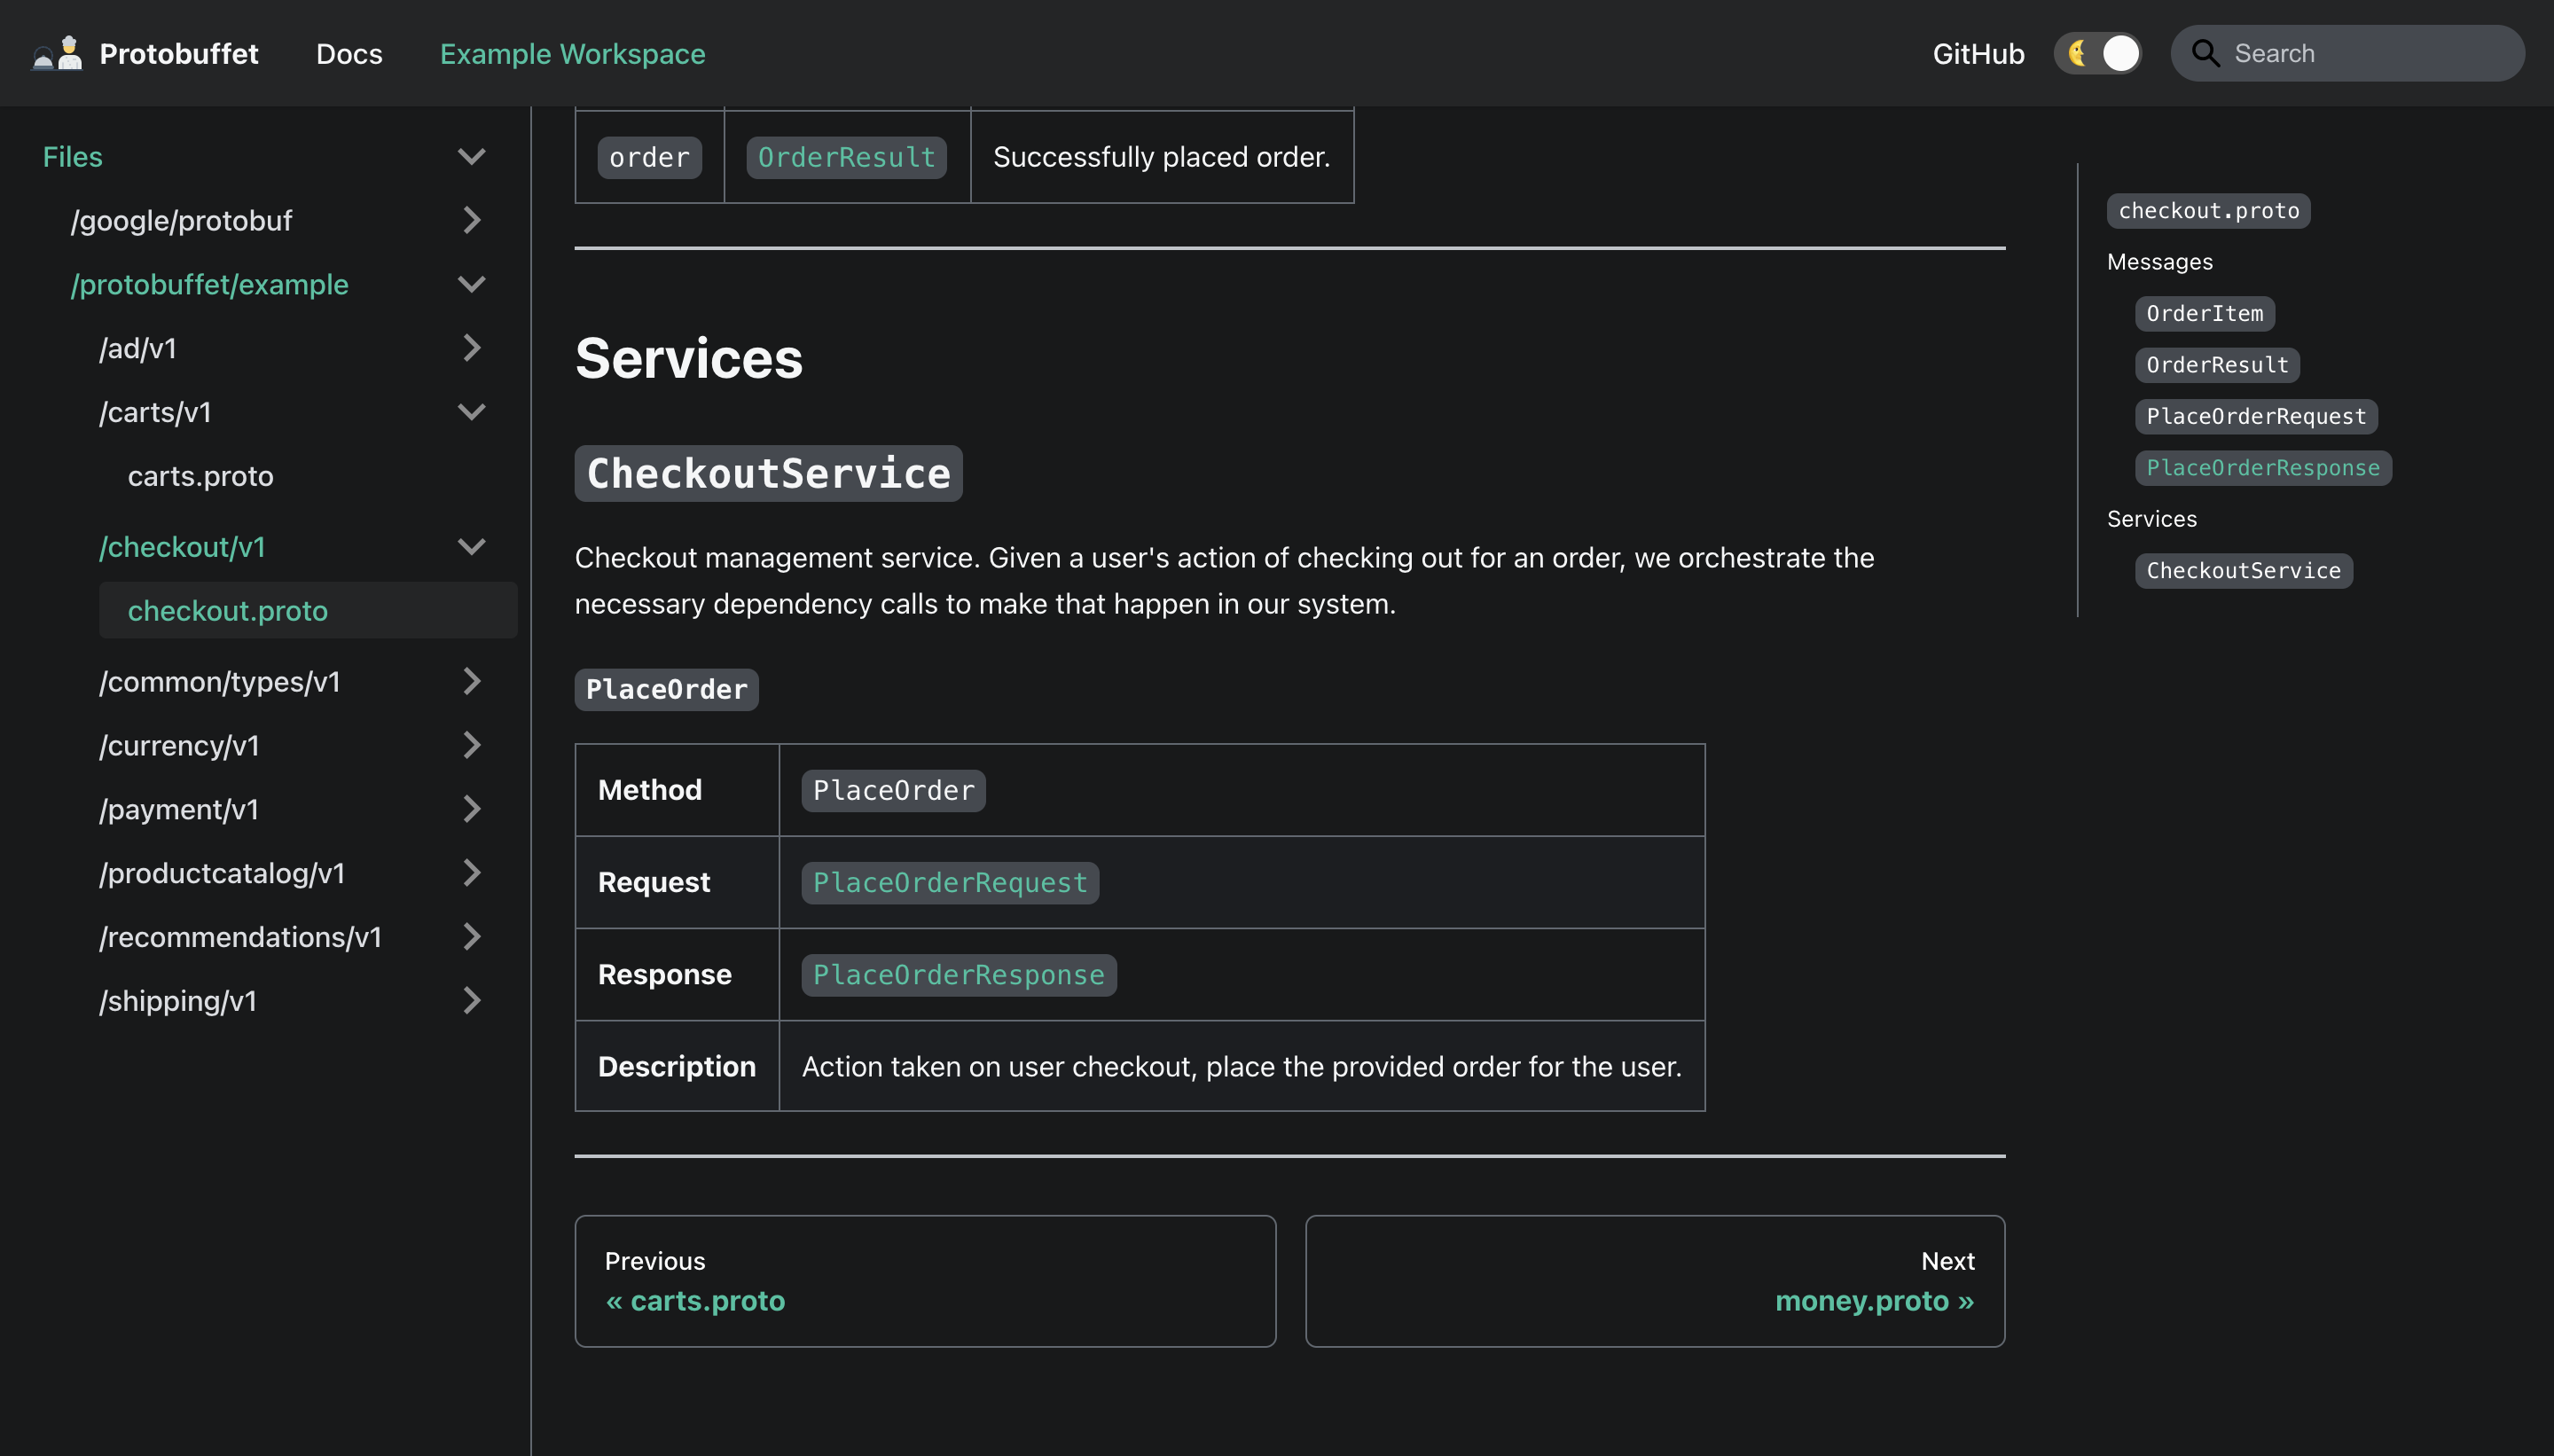 Protobuffet Docs Example Workspace GitHub Search
Files
/google/protobuf
/protobuffet/example
/ad/v1
/carts/v1
carts.proto
/checkout/v1
checkout.proto
/common/types/v1
/currency/v1
/payment/v1
/productcatalog/v1
/recommendations/v1
/shipping/v1
order OrderResult Successfully placed order.
Services
CheckoutService
Checkout management service. Given a user's action of checking out for an order, we orchestrate the
necessary dependency calls to make that happen in our system.
PlaceOrder
Method PlaceOrder
Request PlaceOrderRequest
Response PlaceOrderResponse
Description Action taken on user checkout, place the provided order for the user.
Previous
« carts.proto
Next
money.proto »
checkout.proto
Messages
OrderItem
OrderResult
PlaceOrderRequest
PlaceOrderResponse
Services
CheckoutService